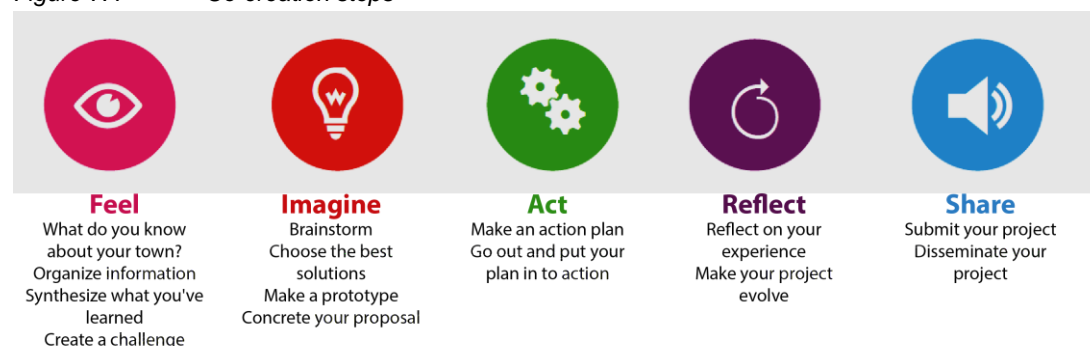 Co-creation steps
Feel
What do you know
about your town?
Organize information
Synthesize what you've
learned
Create a challenge
Imagine
Brainstorm
Choose the best
solutions
Make a prototype
Concrete your proposal
Act
Make an action plan
Go out and put your
plan in to action
Reflect
Reflect on your
experience
Make your project
evolve
Share
Submit your project
Disseminate your
project